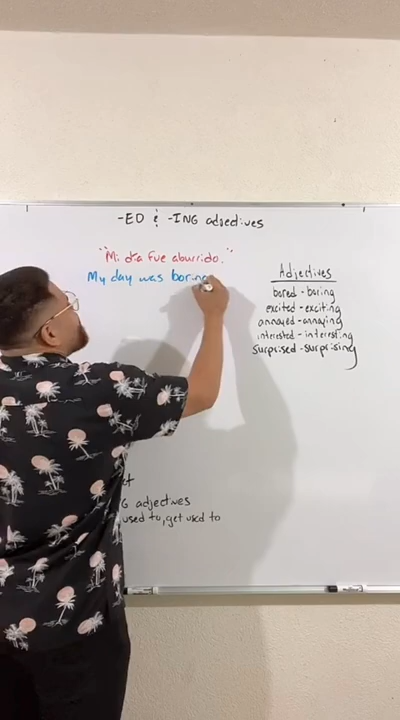 -ED & -ING adjectives
"Mi día fue aburrido."
My day was boring
Adjectives
bored - boring
excited - exciting
annoyed - annoying
interested - interesting
surprised - surprising
adjectives
used to, get used to